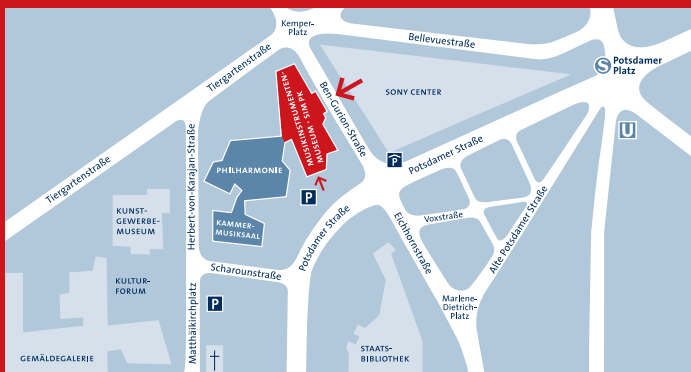 Kemper-
Platz
Bellevuestraße
Tiergartenstraße
S
Potsdamer
Platz
MUSIKINSTRUMENTEN-
MUSEUM · SIM PK
Ben-Gurion-Straße
SONY CENTER
U
Herbert-von-Karajan-Straße
P
Potsdamer Straße
Tiergartenstraße
PHILHARMONIE
P
KUNST-
GEWERBE-
MUSEUM
KAMMER-
MUSIKSAAL
Potsdamer Straße
Eichhornstraße
Voxstraße
Alte Potsdamer Straße
Scharounstraße
KULTUR-
FORUM
Matthäikirchplatz
P
Marlene-
Dietrich-
Platz
GEMÄLDEGALERIE
STAATS-
BIBLIOTHEK